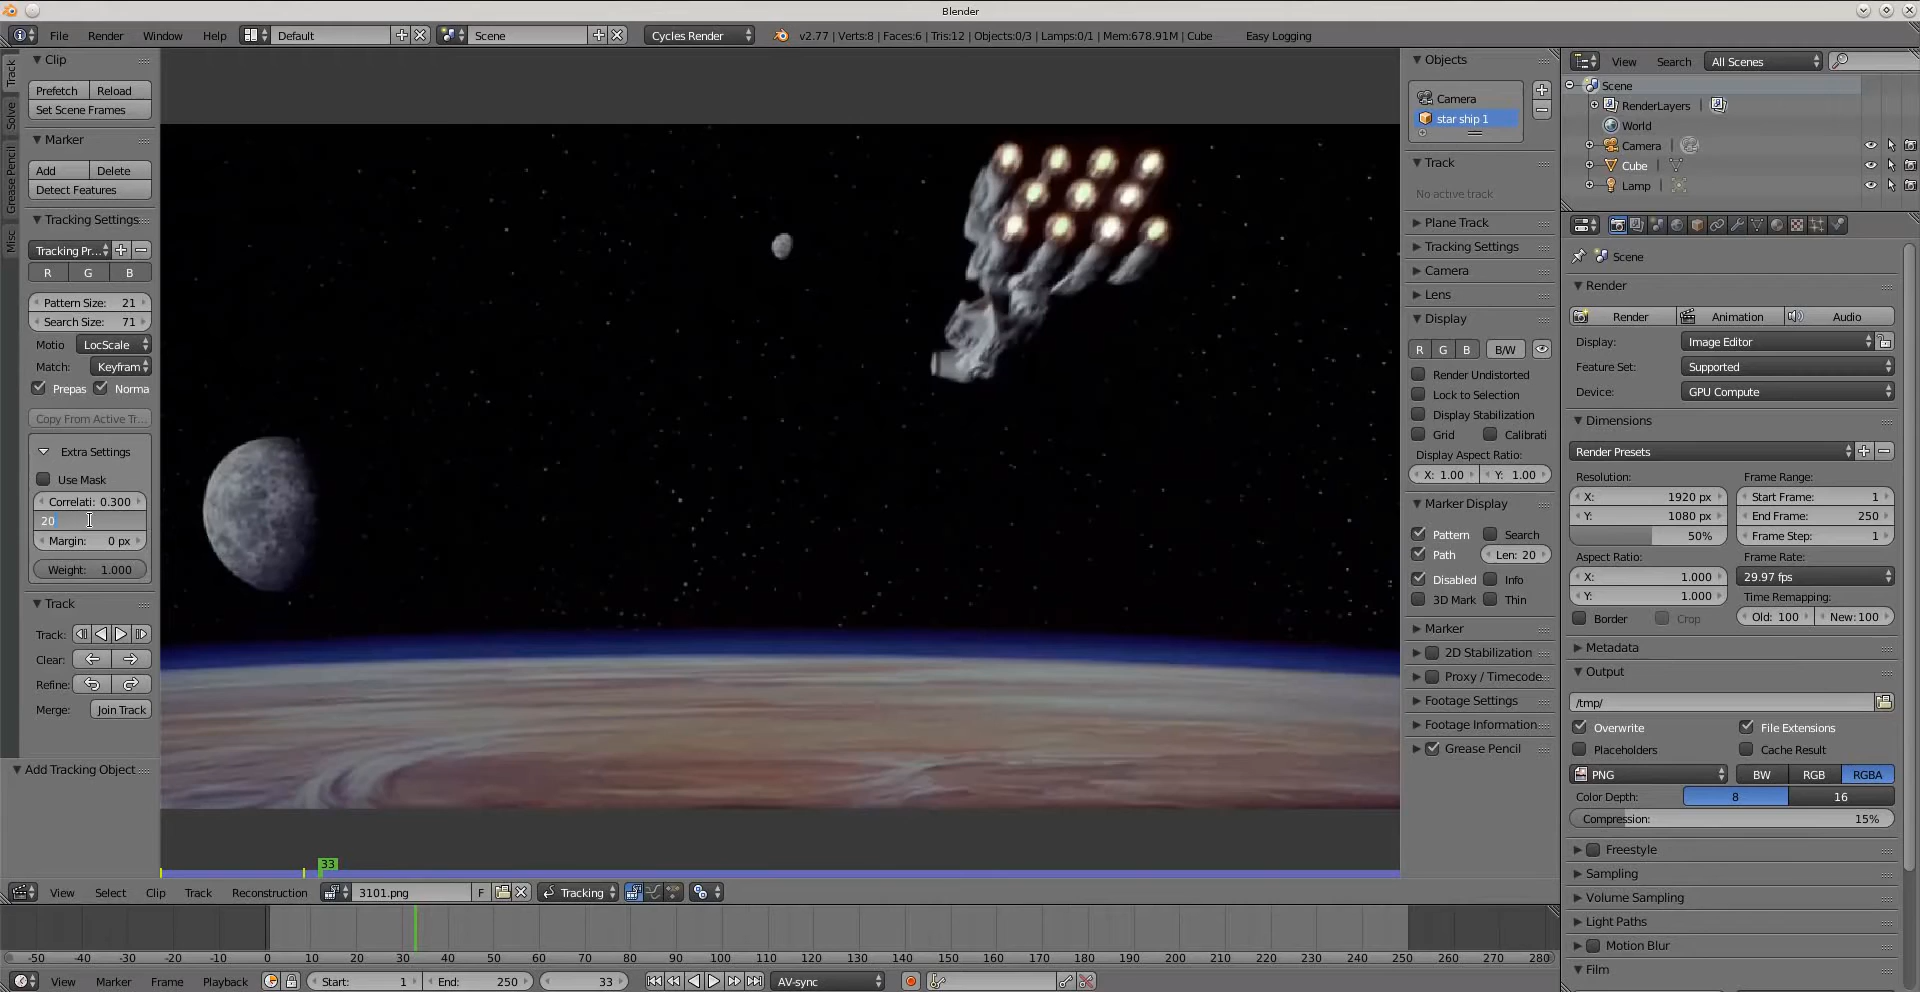 Blender
File Render Window Help Default Scene Cycles Render v2.77 | Verts:8 | Faces:6 | Tris:12 | Objects:0/3 | Lamps:0/1 | Mem:678.91M | Cube Easy Logging
Track
Solve
Grease Pencil
Misc
Clip
Prefetch Reload
Set Scene Frames
Marker
Add Delete
Detect Features
Tracking Settings
Tracking Pr...
R G B
Pattern Size: 21
Search Size: 71
Motio LocScale
Match: Keyfram
Prepas Norma
Copy From Active Tr...
Extra Settings
Use Mask
Correlati: 0.300
20
Margin: 0 px
Weight: 1.000
Track
Track:
Clear:
Refine:
Merge: Join Track
Add Tracking Object
Objects
Camera
star ship 1
Track
No active track
Plane Track
Tracking Settings
Camera
Lens
Display
R G B B/W
Render Undistorted
Lock to Selection
Display Stabilization
Grid Calibrati
Display Aspect Ratio:
X: 1.00 Y: 1.00
Marker Display
Pattern Search
Path Len: 20
Disabled Info
3D Mark Thin
Marker
2D Stabilization
Proxy / Timecode
Footage Settings
Footage Information
Grease Pencil
View Search All Scenes
Scene
RenderLayers
World
Camera
Cube
Lamp
Scene
Render
Render Animation Audio
Display: Image Editor
Feature Set: Supported
Device: GPU Compute
Dimensions
Render Presets
Resolution: Frame Range:
X: 1920 px Start Frame: 1
Y: 1080 px End Frame: 250
50% Frame Step: 1
Aspect Ratio: Frame Rate:
X: 1.000 29.97 fps
Y: 1.000 Time Remapping:
Border Crop Old: 100 New: 100
Metadata
Output
/tmp/
Overwrite File Extensions
Placeholders Cache Result
PNG BW RGB RGBA
Color Depth: 8 16
Compression: 15%
Freestyle
Sampling
Volume Sampling
Light Paths
Motion Blur
Film
33
View Select Clip Track Reconstruction 3101.png F Tracking
-50 -40 -30 -20 -10 0 10 20 30 40 50 60 70 80 90 100 110 120 130 140 150 160 170 180 190 200 210 220 230 240 250 260 270 280
View Marker Frame Playback Start: 1 End: 250 33 AV-sync